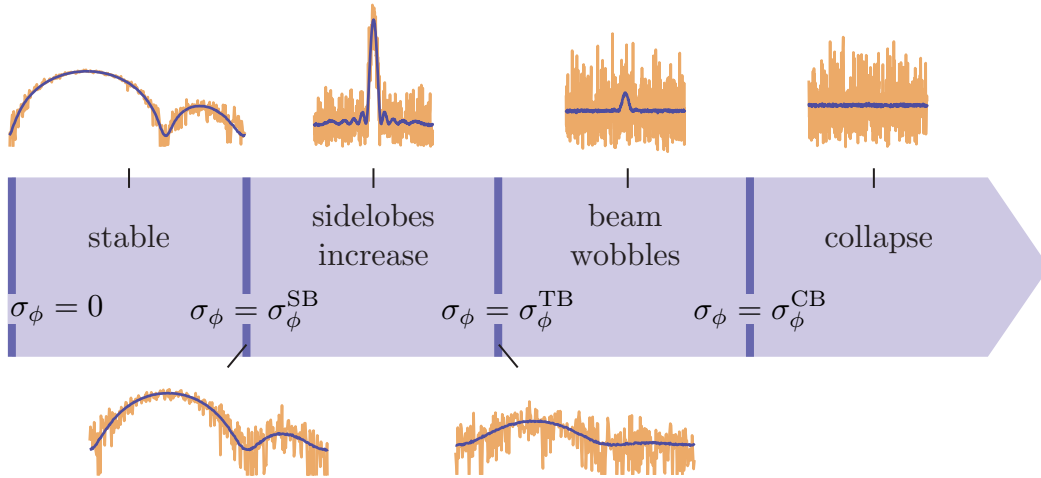 stable
sidelobes
increase
beam
wobbles
collapse
σ_ϕ = 0
σ_ϕ = σ_ϕ^SB
σ_ϕ = σ_ϕ^TB
σ_ϕ = σ_ϕ^CB